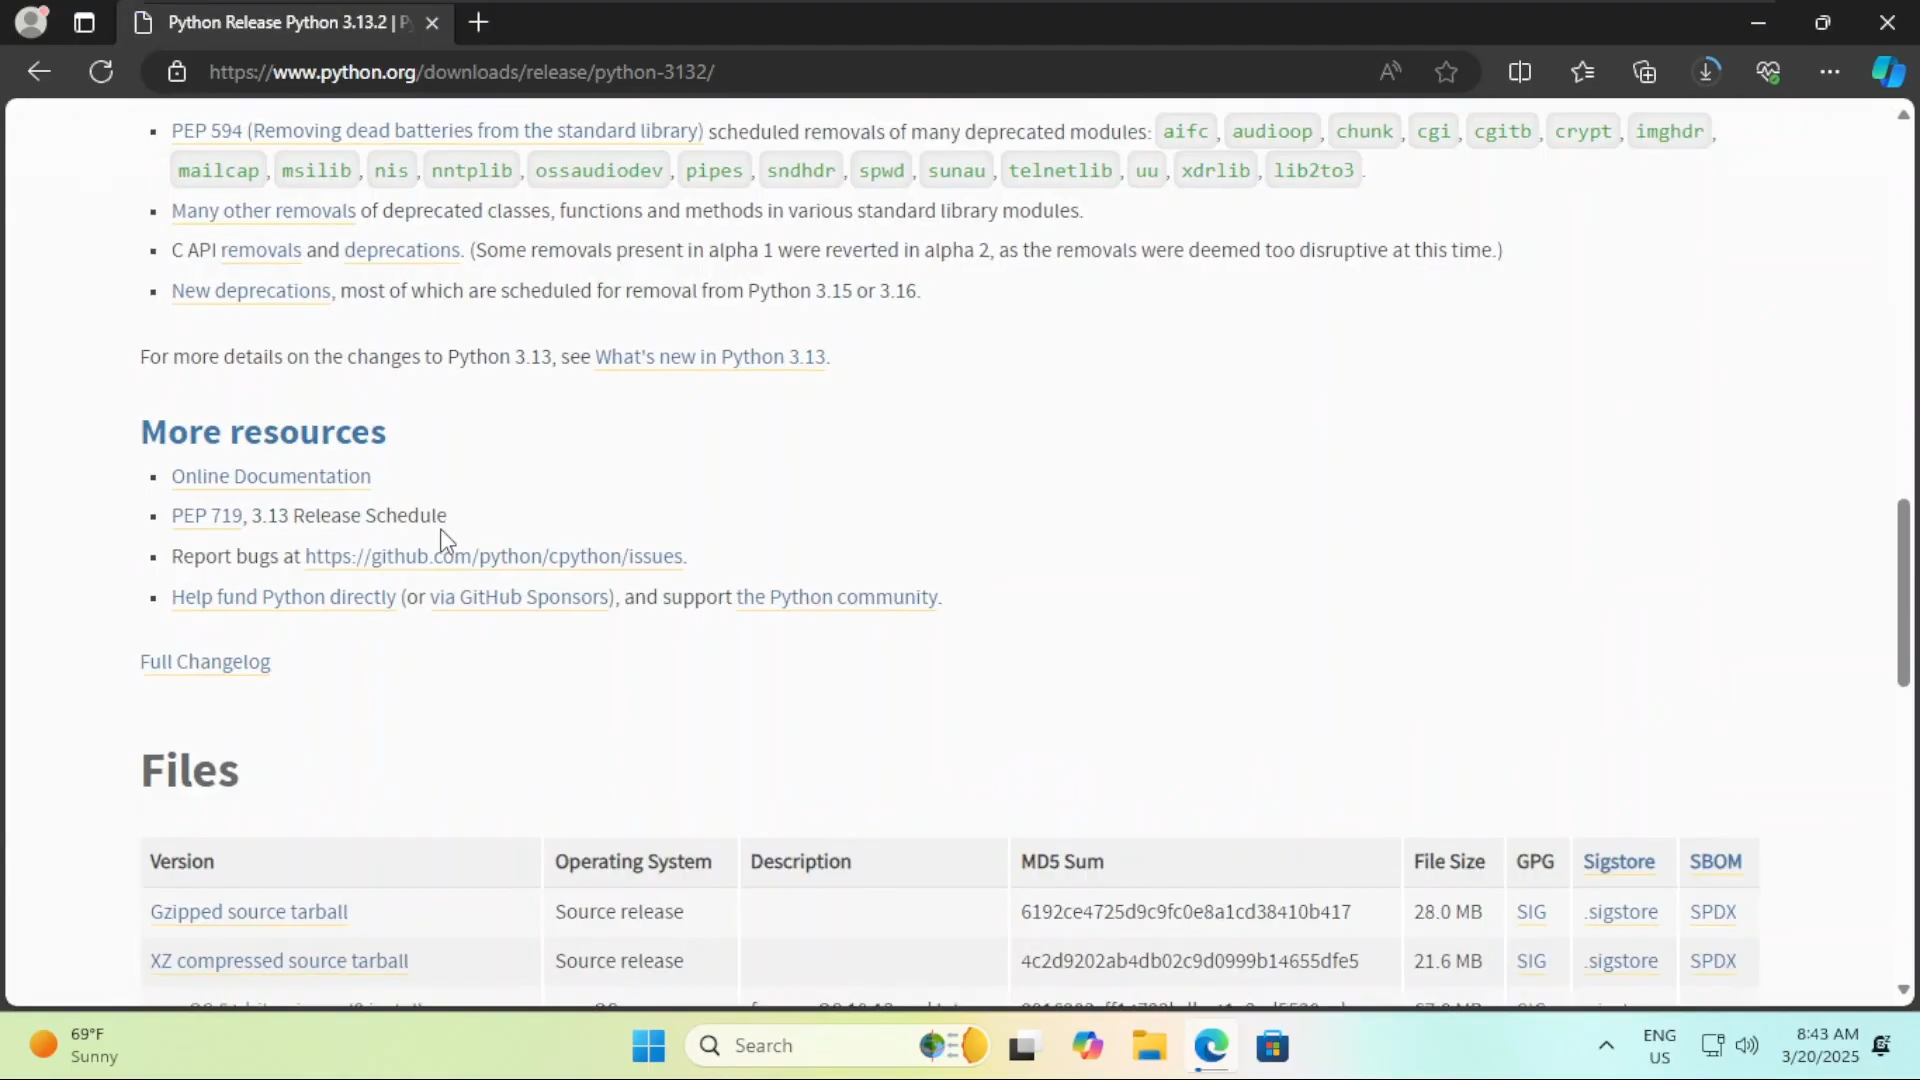 Python Release Python 3.13.2 | P
https://www.python.org/downloads/release/python-3132/
PEP 594 (Removing dead batteries from the standard library) scheduled removals of many deprecated modules: aifc, audioop, chunk, cgi, cgitb, crypt, imghdr,
mailcap, msilib, nis, nntplib, ossaudiodev, pipes, sndhdr, spwd, sunau, telnetlib, uu, xdrlib, lib2to3.
Many other removals of deprecated classes, functions and methods in various standard library modules.
C API removals and deprecations. (Some removals present in alpha 1 were reverted in alpha 2, as the removals were deemed too disruptive at this time.)
New deprecations, most of which are scheduled for removal from Python 3.15 or 3.16.
For more details on the changes to Python 3.13, see What's new in Python 3.13.
More resources
Online Documentation
PEP 719, 3.13 Release Schedule
Report bugs at https://github.com/python/cpython/issues.
Help fund Python directly (or via GitHub Sponsors), and support the Python community.
Full Changelog
Files
Version Operating System Description MD5 Sum File Size GPG Sigstore SBOM
Gzipped source tarball Source release 6192ce4725d9c9fc0e8a1cd38410b417 28.0 MB SIG .sigstore SPDX
XZ compressed source tarball Source release 4c2d9202ab4db02c9d0999b14655dfe5 21.6 MB SIG .sigstore SPDX
69°F
Sunny
Search
ENG
US
8:43 AM
3/20/2025